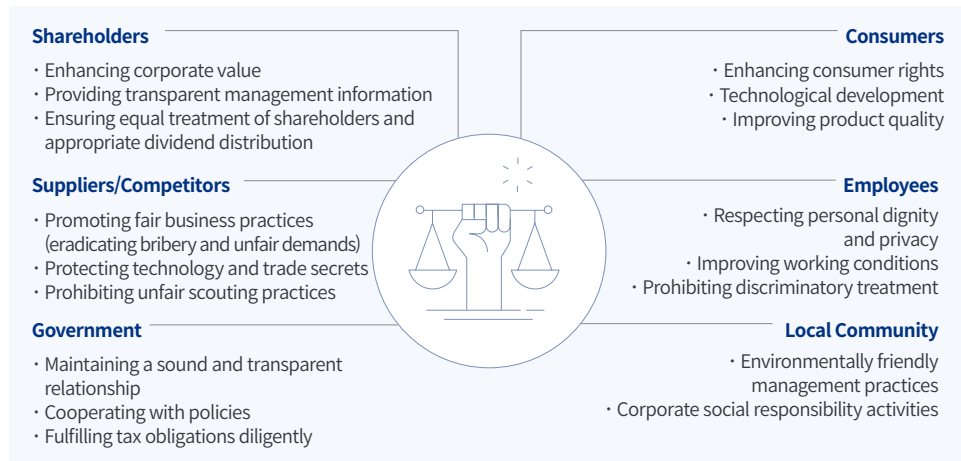 Shareholders
· Enhancing corporate value
· Providing transparent management information
· Ensuring equal treatment of shareholders and
appropriate dividend distribution
Suppliers/Competitors
· Promoting fair business practices
(eradicating bribery and unfair demands)
· Protecting technology and trade secrets
· Prohibiting unfair scouting practices
Government
· Maintaining a sound and transparent
relationship
· Cooperating with policies
· Fulfilling tax obligations diligently
Consumers
· Enhancing consumer rights
· Technological development
· Improving product quality
Employees
· Respecting personal dignity
and privacy
· Improving working conditions
· Prohibiting discriminatory treatment
Local Community
· Environmentally friendly
management practices
· Corporate social responsibility activities